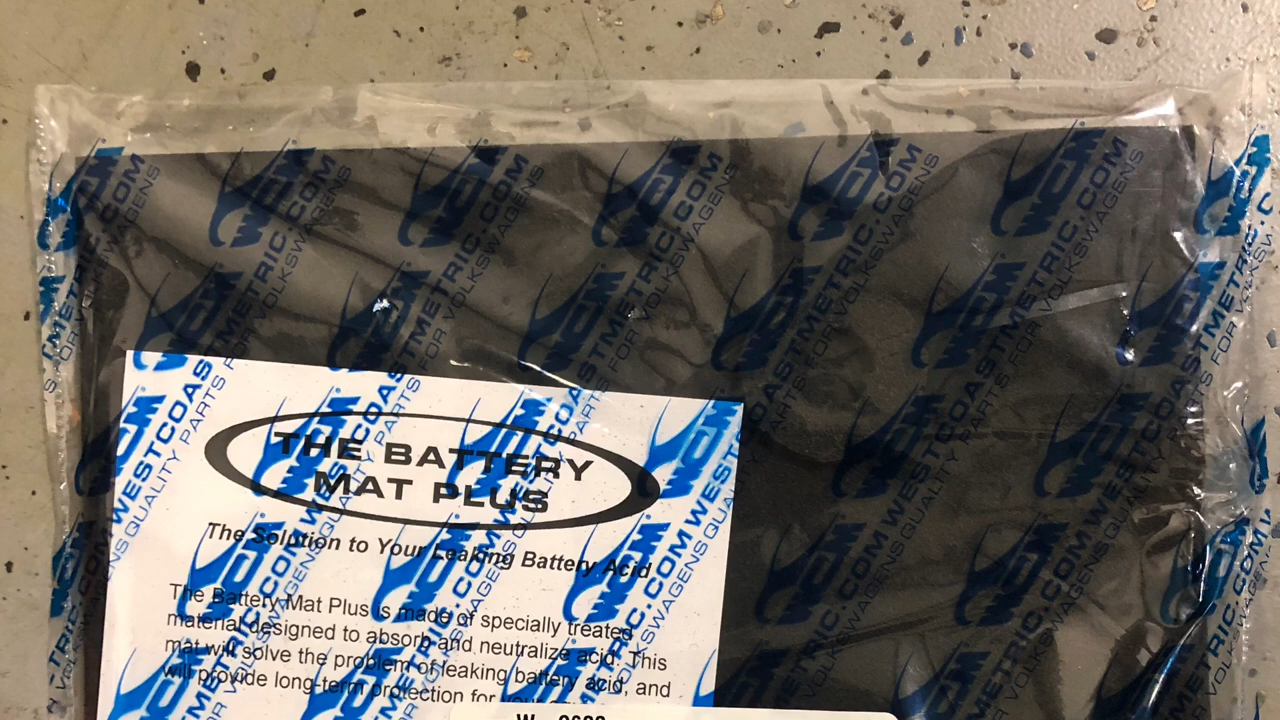 WCM
WESTCOASTMETRIC.COM
QUALITY PARTS FOR VOLKSWAGENS
THE BATTERY
MAT PLUS
The Solution to Your Leaking Battery Acid
The Battery Mat Plus is made of specially treated
material designed to absorb and neutralize acid. This
mat will solve the problem of leaking battery acid, and
will provide long-term protection for your